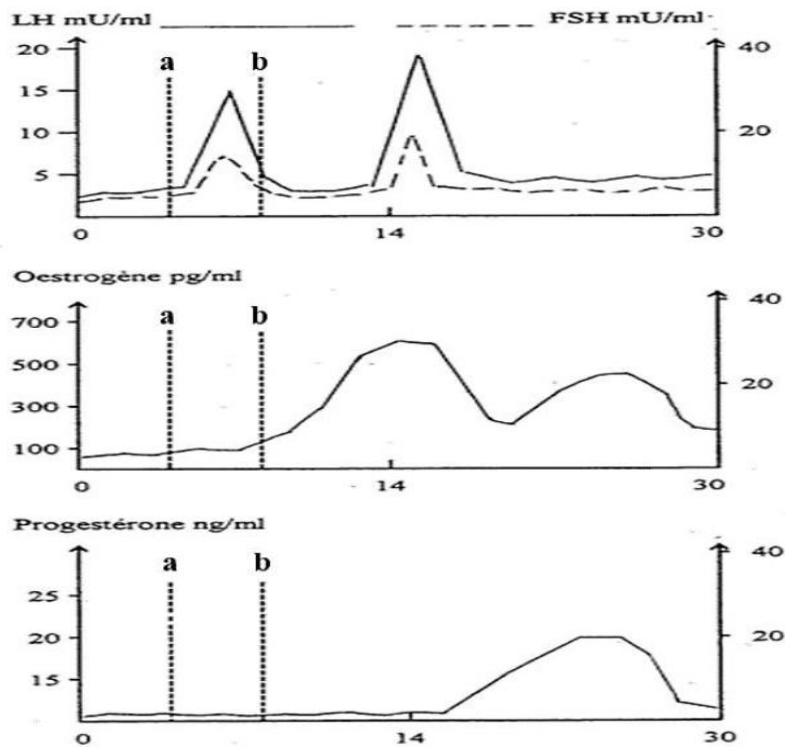 LH mU/ml FSH mU/ml
20 a b 40
15
10 20
5
0 14 30
Oestrogène pg/ml
700 a b 40
500
300 20
100
0 14 30
Progestérone ng/ml
a b 40
25
20 20
15
0 14 30